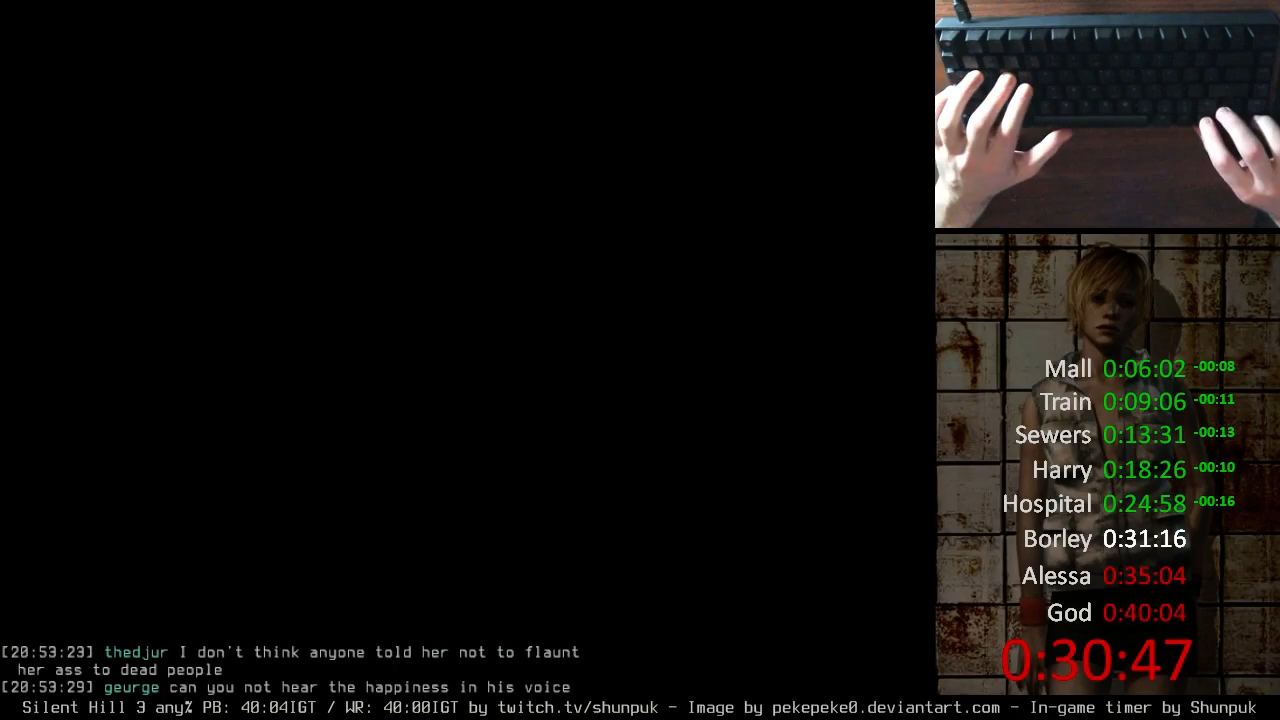 Mall 0:06:02 -00:08
Train 0:09:06 -00:11
Sewers 0:13:31 -00:13
Harry 0:18:26 -00:10
Hospital 0:24:58 -00:16
Borley 0:31:16
Alessa 0:35:04
God 0:40:04
0:30:47
[20:53:23] thedjur I don't think anyone told her not to flaunt
her ass to dead people
[20:53:29] geurge can you not hear the happiness in his voice
Silent Hill 3 any% PB: 40:04IGT / WR: 40:00IGT by twitch.tv/shunpuk - Image by pekepeke0.deviantart.com - In-game timer by Shunpuk